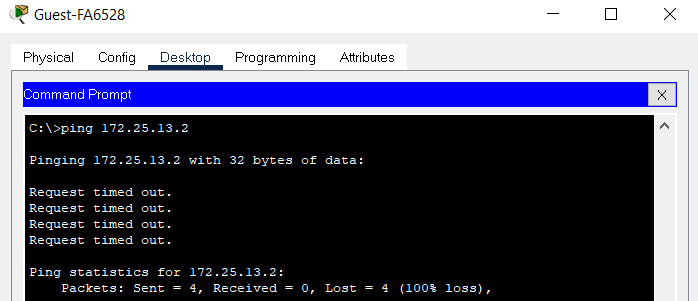 Guest-FA6528
Physical Config Desktop Programming Attributes
Command Prompt X
C:\>ping 172.25.13.2
Pinging 172.25.13.2 with 32 bytes of data:
Request timed out.
Request timed out.
Request timed out.
Request timed out.
Ping statistics for 172.25.13.2:
Packets: Sent = 4, Received = 0, Lost = 4 (100% loss),